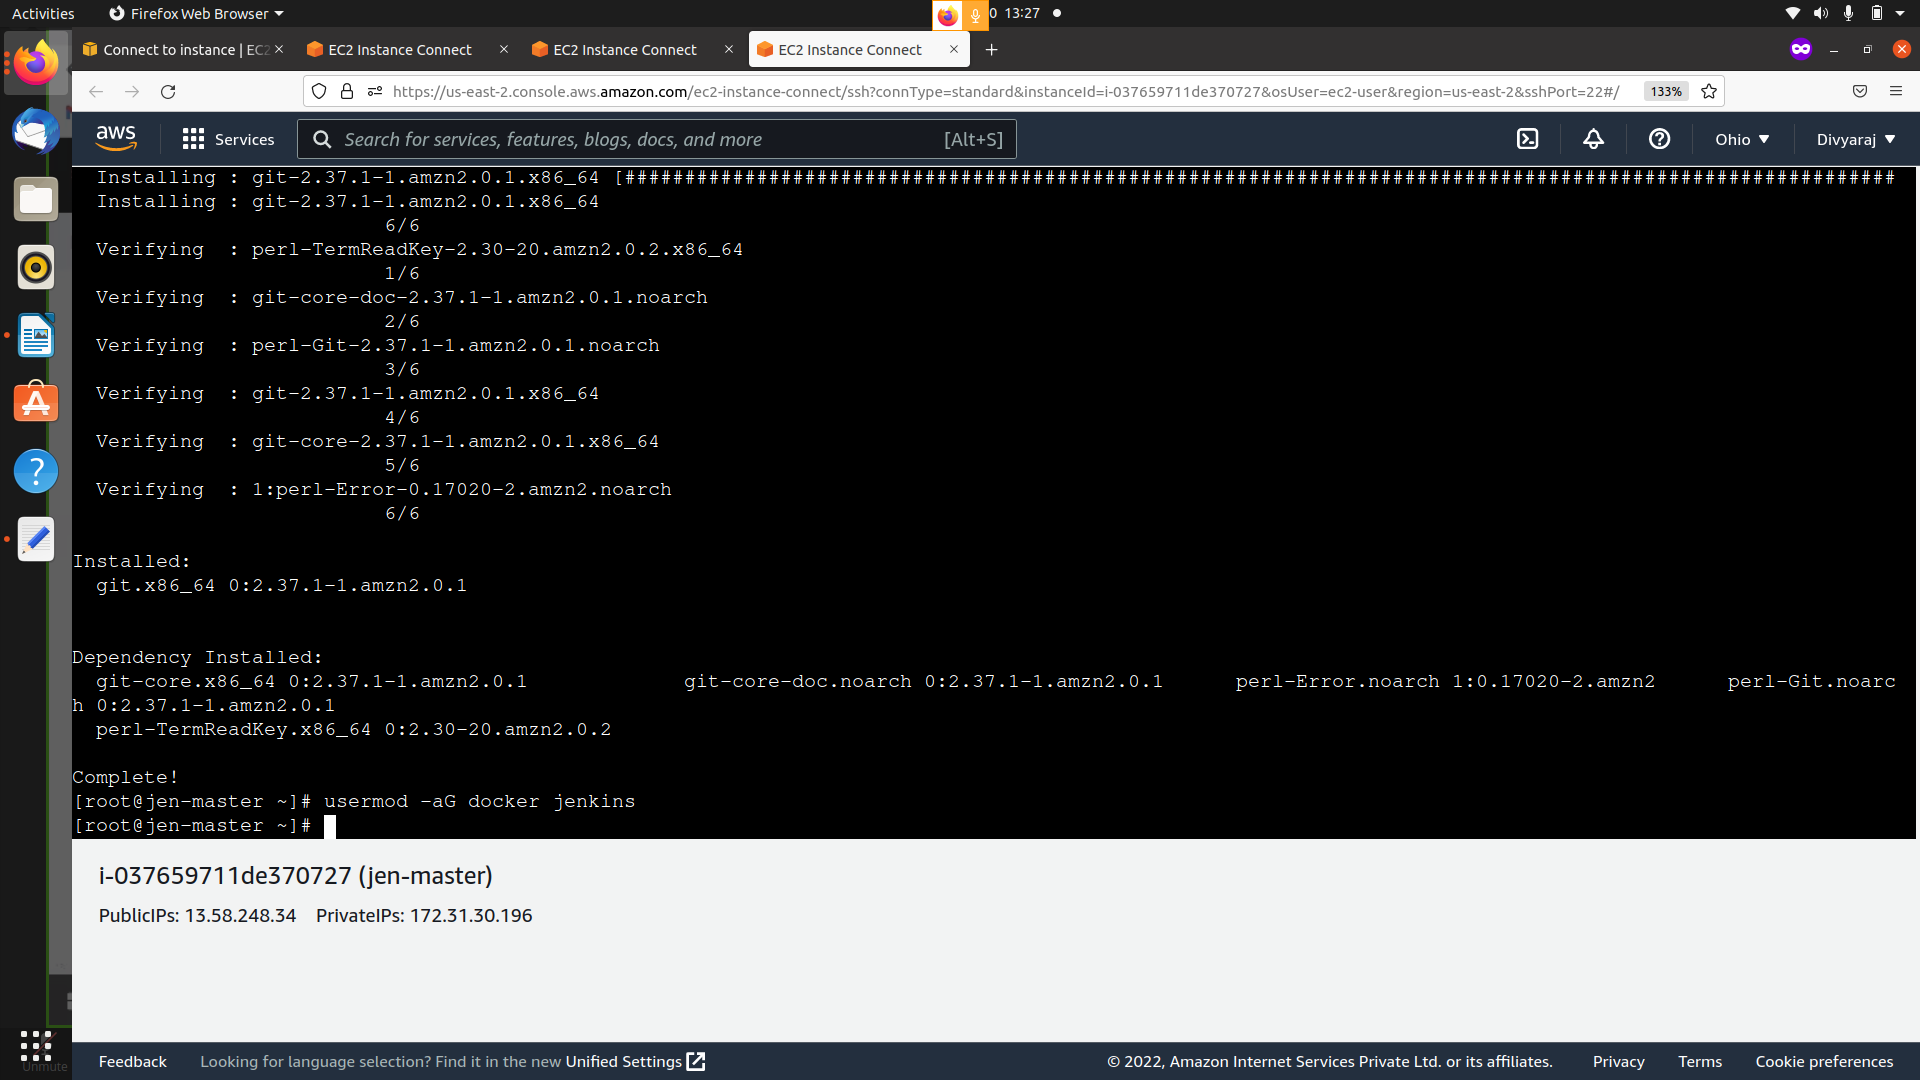 Activities
Firefox Web Browser
0 13:27
Connect to instance | EC2
EC2 Instance Connect
EC2 Instance Connect
EC2 Instance Connect
https://us-east-2.console.aws.amazon.com/ec2-instance-connect/ssh?connType=standard&instanceId=i-037659711de370727&osUser=ec2-user&region=us-east-2&sshPort=22#/
133%
aws
Services
Search for services, features, blogs, docs, and more [Alt+S]
Ohio
Divyaraj
Installing : git-2.37.1-1.amzn2.0.1.x86_64 [##########################################################################################################
Installing : git-2.37.1-1.amzn2.0.1.x86_64
6/6
Verifying : perl-TermReadKey-2.30-20.amzn2.0.2.x86_64
1/6
Verifying : git-core-doc-2.37.1-1.amzn2.0.1.noarch
2/6
Verifying : perl-Git-2.37.1-1.amzn2.0.1.noarch
3/6
Verifying : git-2.37.1-1.amzn2.0.1.x86_64
4/6
Verifying : git-core-2.37.1-1.amzn2.0.1.x86_64
5/6
Verifying : 1:perl-Error-0.17020-2.amzn2.noarch
6/6
Installed:
git.x86_64 0:2.37.1-1.amzn2.0.1
Dependency Installed:
git-core.x86_64 0:2.37.1-1.amzn2.0.1 git-core-doc.noarch 0:2.37.1-1.amzn2.0.1 perl-Error.noarch 1:0.17020-2.amzn2 perl-Git.noarc
h 0:2.37.1-1.amzn2.0.1
perl-TermReadKey.x86_64 0:2.30-20.amzn2.0.2
Complete!
[root@jen-master ~]# usermod -aG docker jenkins
[root@jen-master ~]#
i-037659711de370727 (jen-master)
PublicIPs: 13.58.248.34 PrivateIPs: 172.31.30.196
Unmute
Feedback
Looking for language selection? Find it in the new Unified Settings
© 2022, Amazon Internet Services Private Ltd. or its affiliates.
Privacy
Terms
Cookie preferences